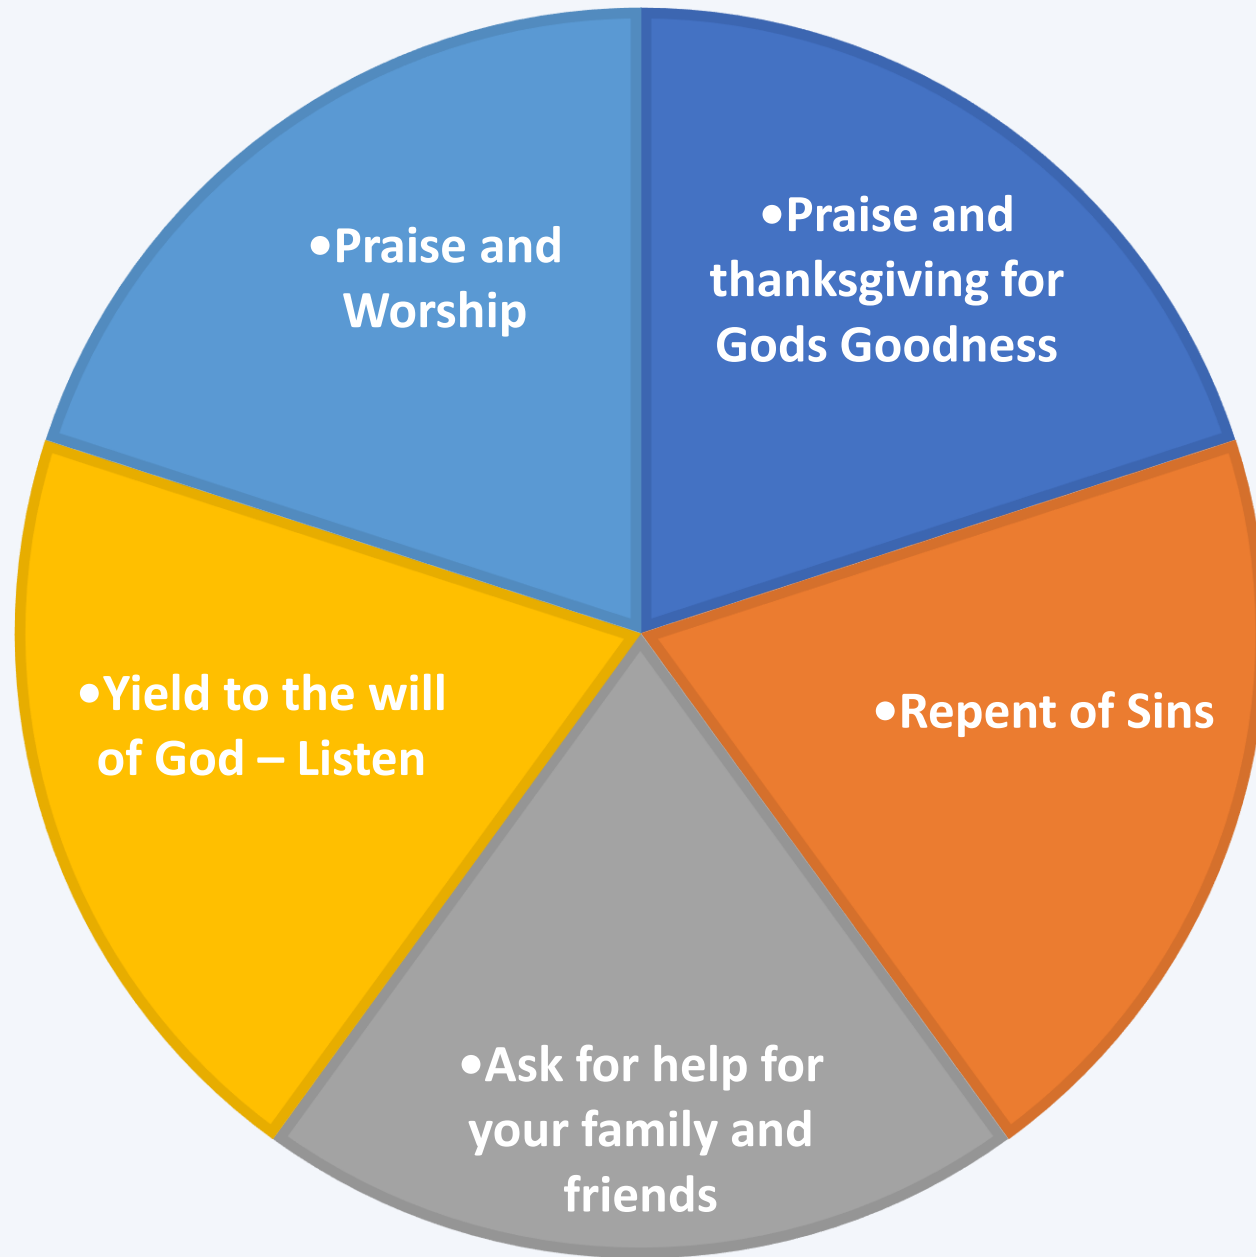 •Praise and
thanksgiving for
Gods Goodness
•Repent of Sins
•Ask for help for
your family and
friends
•Yield to the will
of God – Listen
•Praise and
Worship